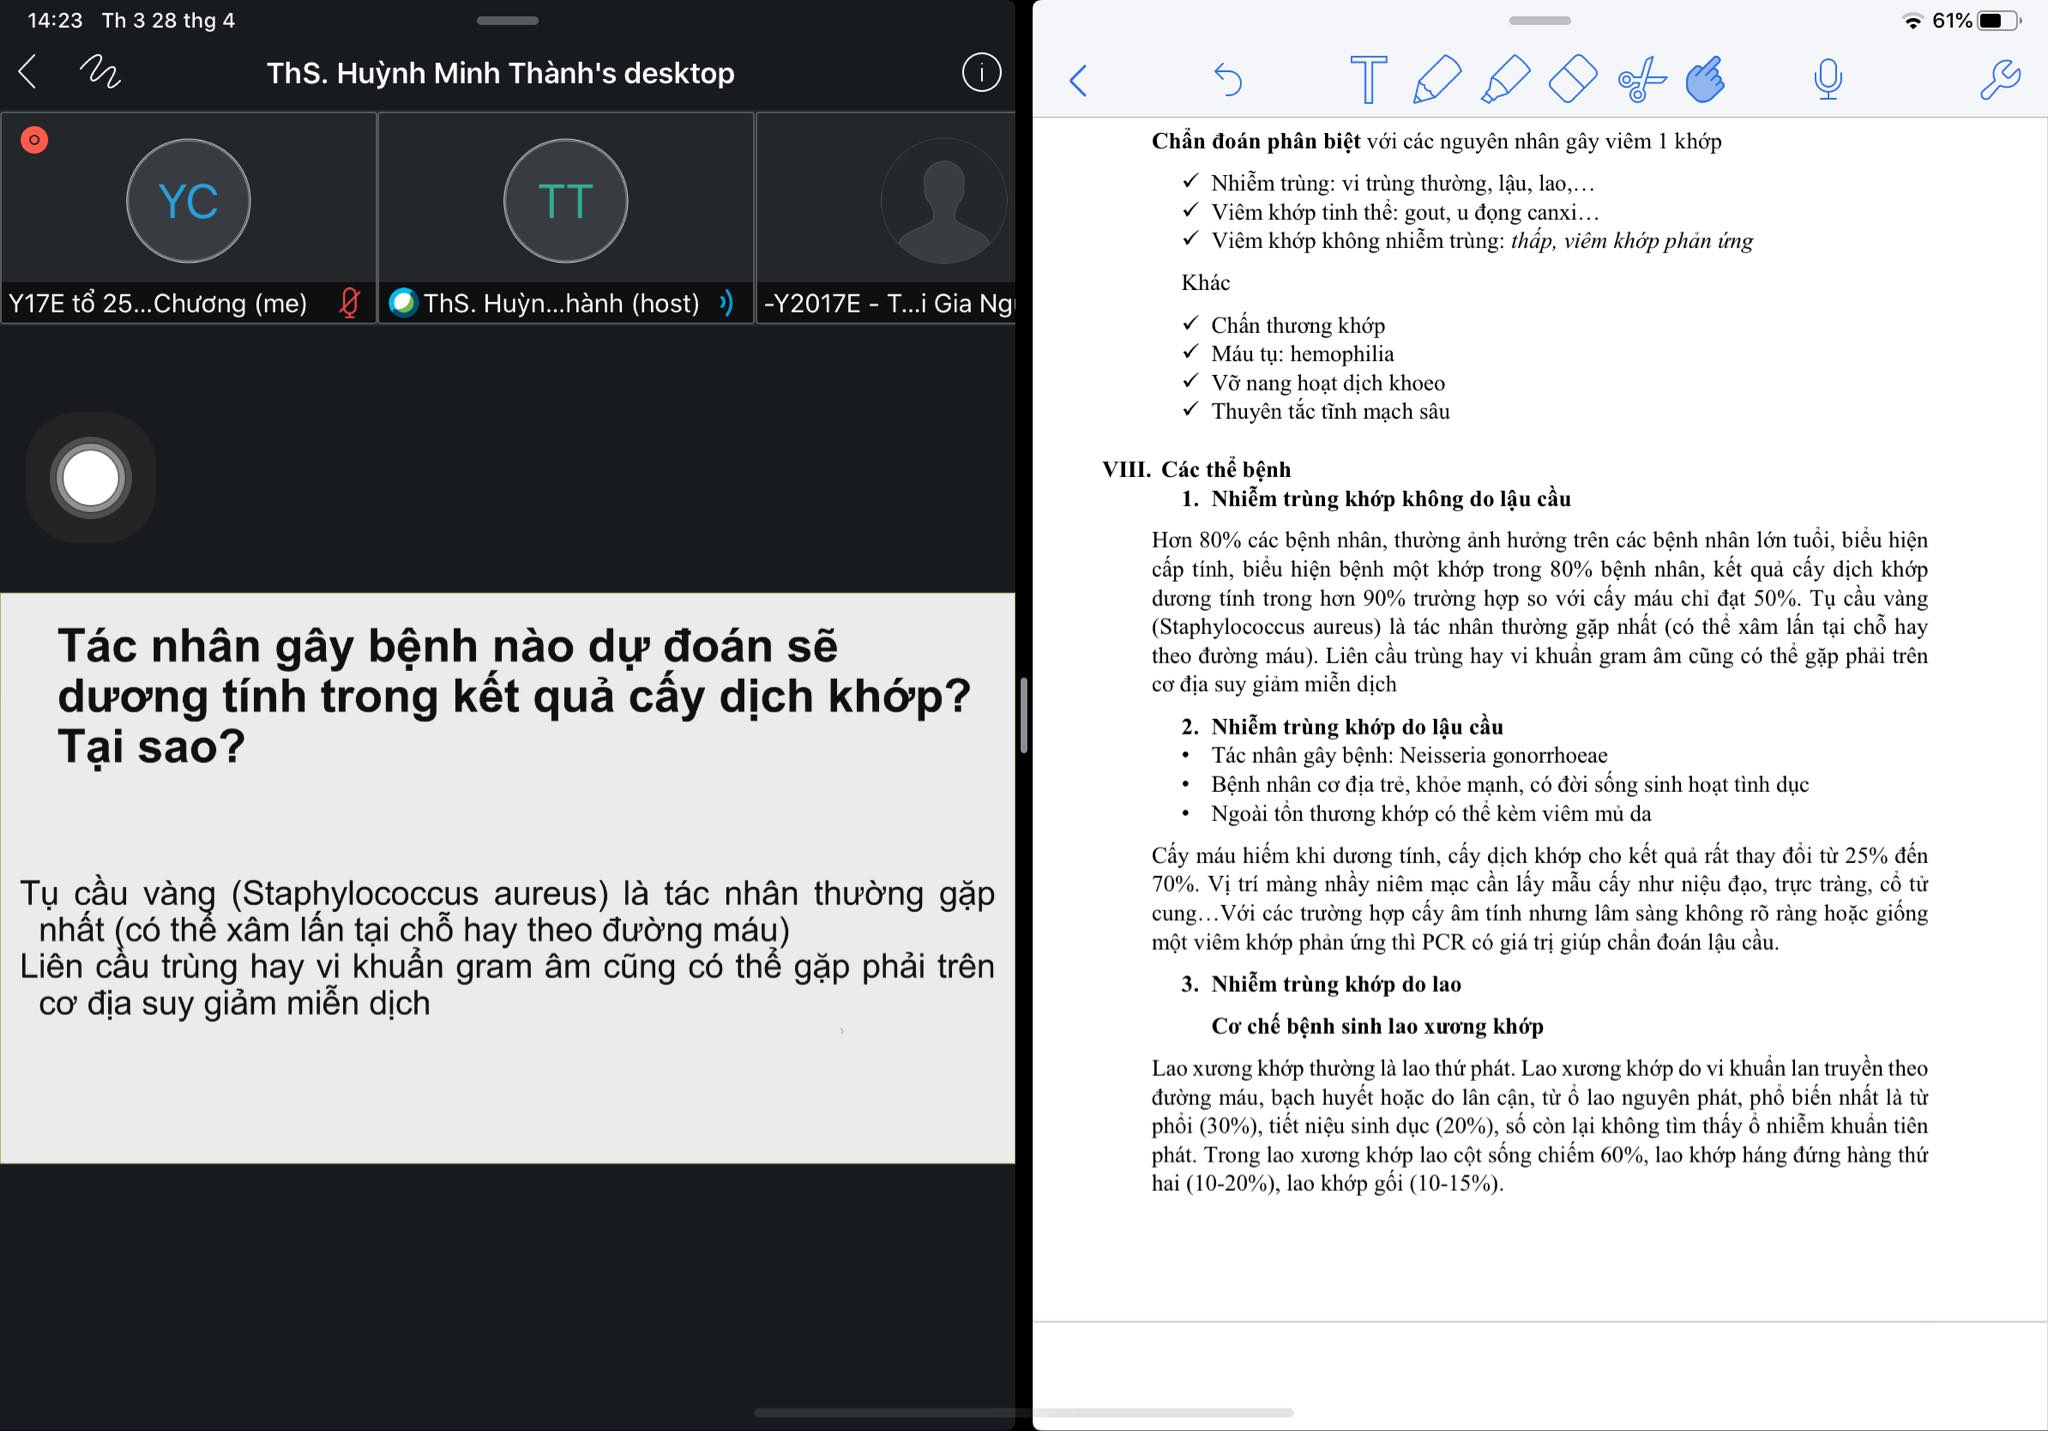 14:23 Th 3 28 thg 4
ThS. Huỳnh Minh Thành's desktop
YC
TT
Y17E tổ 25...Chương (me)
ThS. Huỳn...hành (host)
-Y2017E - T...i Gia Ng
Tác nhân gây bệnh nào dự đoán sẽ
dương tính trong kết quả cấy dịch khớp?
Tại sao?
Tụ cầu vàng (Staphylococcus aureus) là tác nhân thường gặp
nhất (có thể xâm lấn tại chỗ hay theo đường máu)
Liên cầu trùng hay vi khuẩn gram âm cũng có thể gặp phải trên
cơ địa suy giảm miễn dịch
61%
Chẩn đoán phân biệt với các nguyên nhân gây viêm 1 khớp
✓ Nhiễm trùng: vi trùng thường, lậu, lao,…
✓ Viêm khớp tinh thể: gout, u đọng canxi…
✓ Viêm khớp không nhiễm trùng: thấp, viêm khớp phản ứng
Khác
✓ Chấn thương khớp
✓ Máu tụ: hemophilia
✓ Vỡ nang hoạt dịch khoeo
✓ Thuyên tắc tĩnh mạch sâu
VIII. Các thể bệnh
1. Nhiễm trùng khớp không do lậu cầu
Hơn 80% các bệnh nhân, thường ảnh hưởng trên các bệnh nhân lớn tuổi, biểu hiện
cấp tính, biểu hiện bệnh một khớp trong 80% bệnh nhân, kết quả cấy dịch khớp
dương tính trong hơn 90% trường hợp so với cấy máu chỉ đạt 50%. Tụ cầu vàng
(Staphylococcus aureus) là tác nhân thường gặp nhất (có thể xâm lấn tại chỗ hay
theo đường máu). Liên cầu trùng hay vi khuẩn gram âm cũng có thể gặp phải trên
cơ địa suy giảm miễn dịch
2. Nhiễm trùng khớp do lậu cầu
• Tác nhân gây bệnh: Neisseria gonorrhoeae
• Bệnh nhân cơ địa trẻ, khỏe mạnh, có đời sống sinh hoạt tình dục
• Ngoài tổn thương khớp có thể kèm viêm mủ da
Cấy máu hiếm khi dương tính, cấy dịch khớp cho kết quả rất thay đổi từ 25% đến
70%. Vị trí màng nhầy niêm mạc cần lấy mẫu cấy như niệu đạo, trực tràng, cổ tử
cung…Với các trường hợp cấy âm tính nhưng lâm sàng không rõ ràng hoặc giống
một viêm khớp phản ứng thì PCR có giá trị giúp chẩn đoán lậu cầu.
3. Nhiễm trùng khớp do lao
Cơ chế bệnh sinh lao xương khớp
Lao xương khớp thường là lao thứ phát. Lao xương khớp do vi khuẩn lan truyền theo
đường máu, bạch huyết hoặc do lân cận, từ ổ lao nguyên phát, phổ biến nhất là từ
phổi (30%), tiết niệu sinh dục (20%), số còn lại không tìm thấy ổ nhiễm khuẩn tiên
phát. Trong lao xương khớp lao cột sống chiếm 60%, lao khớp háng đứng hàng thứ
hai (10-20%), lao khớp gối (10-15%).